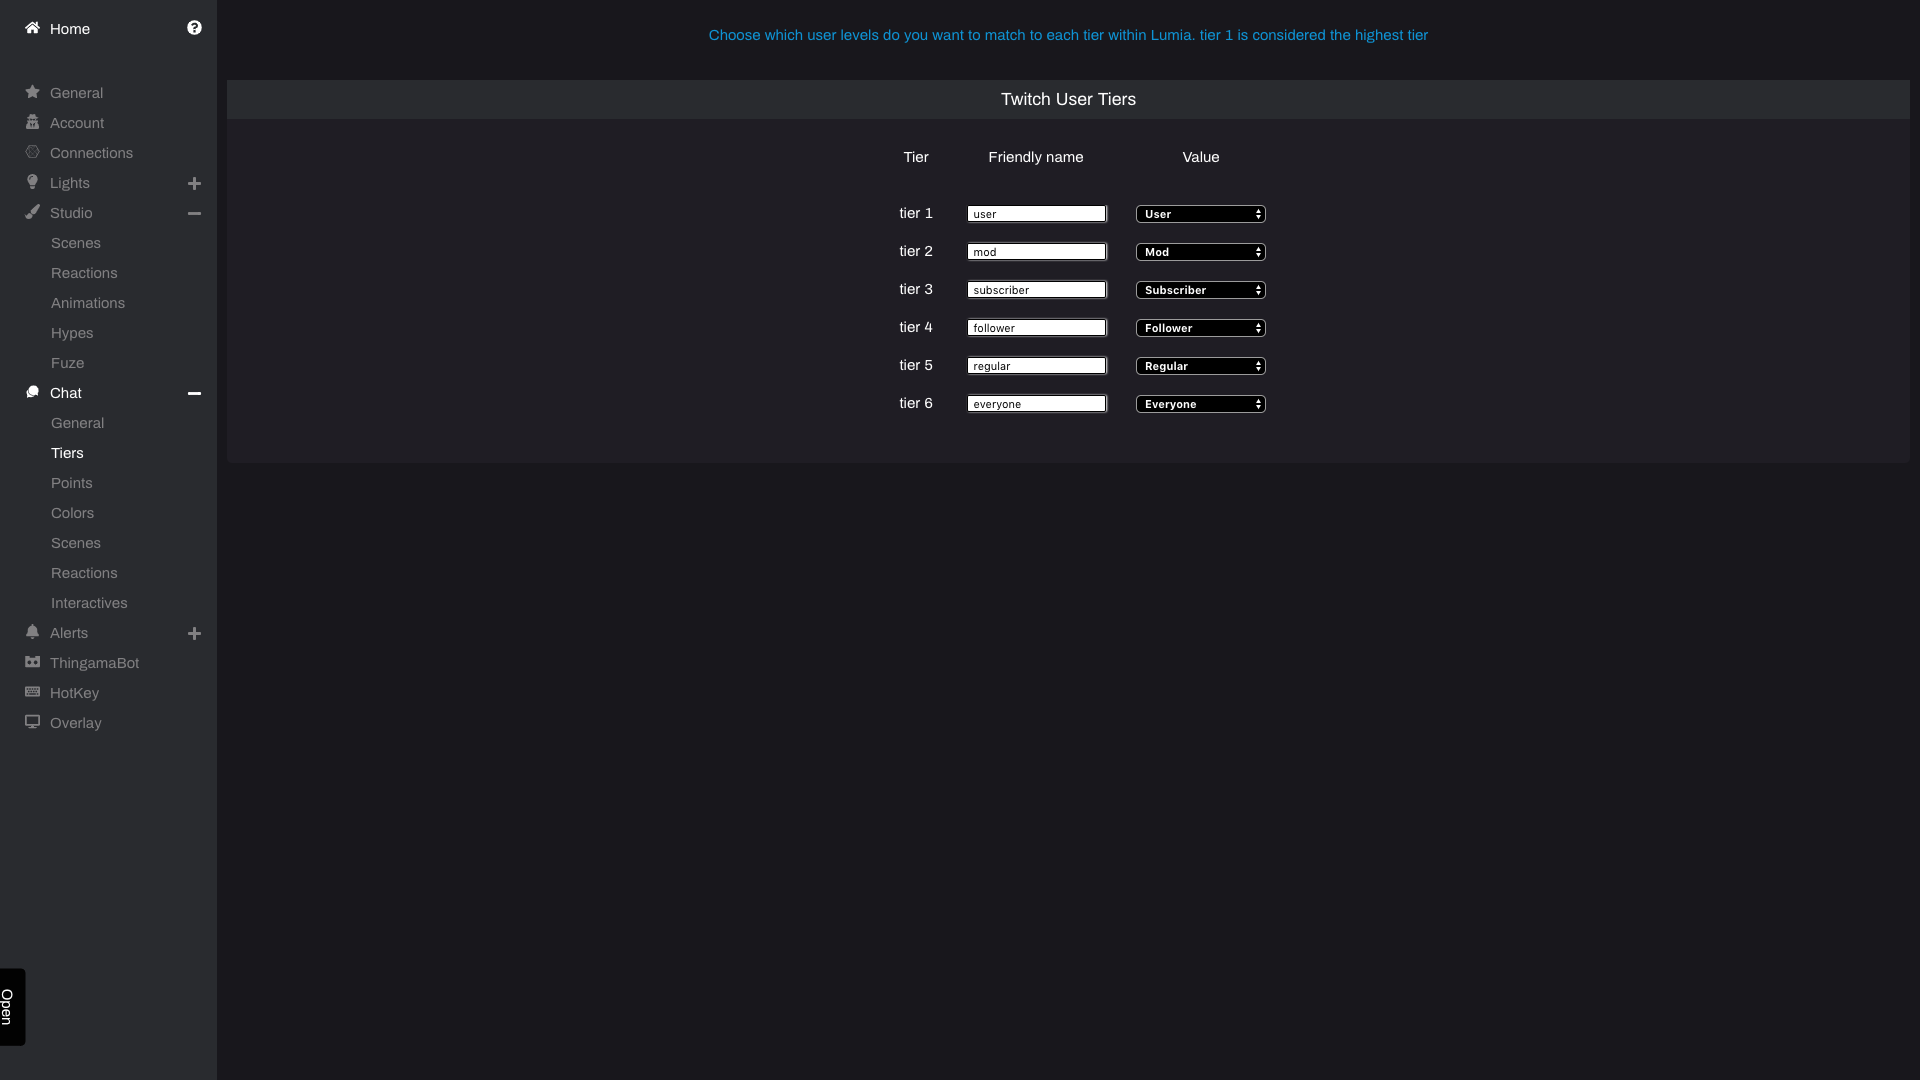 Home
General
Account
Connections
Lights
Studio
Scenes
Reactions
Animations
Hypes
Fuze
Chat
General
Tiers
Points
Colors
Scenes
Reactions
Interactives
Alerts
ThingamaBot
HotKey
Overlay
Open
Choose which user levels do you want to match to each tier within Lumia. tier 1 is considered the highest tier
Twitch User Tiers
Tier Friendly name Value
tier 1 user User
tier 2 mod Mod
tier 3 subscriber Subscriber
tier 4 follower Follower
tier 5 regular Regular
tier 6 everyone Everyone